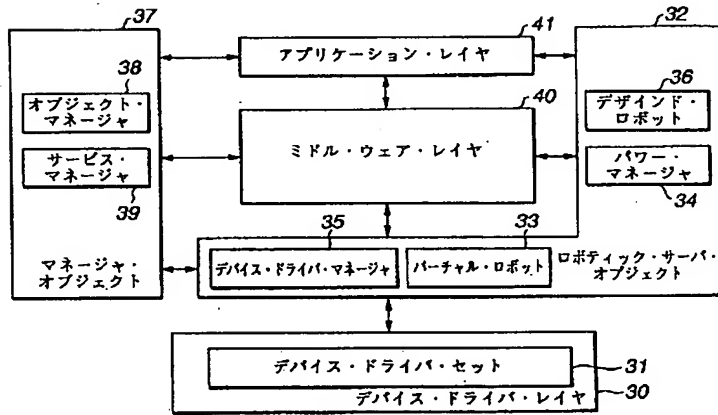 37
38
オブジェクト・
マネージャ
サービス・
マネージャ
39
マネージャ・
オブジェクト
41
アプリケーション・レイヤ
40
ミドル・ウェア・レイヤ
32
36
デザインド・
ロボット
パワー・
マネージャ
34
35
デバイス・ドライバ・マネージャ
33
バーチャル・ロボット
ロボティック・サーバ・
オブジェクト
デバイス・ドライバ・セット
31
デバイス・ドライバ・レイヤ
30